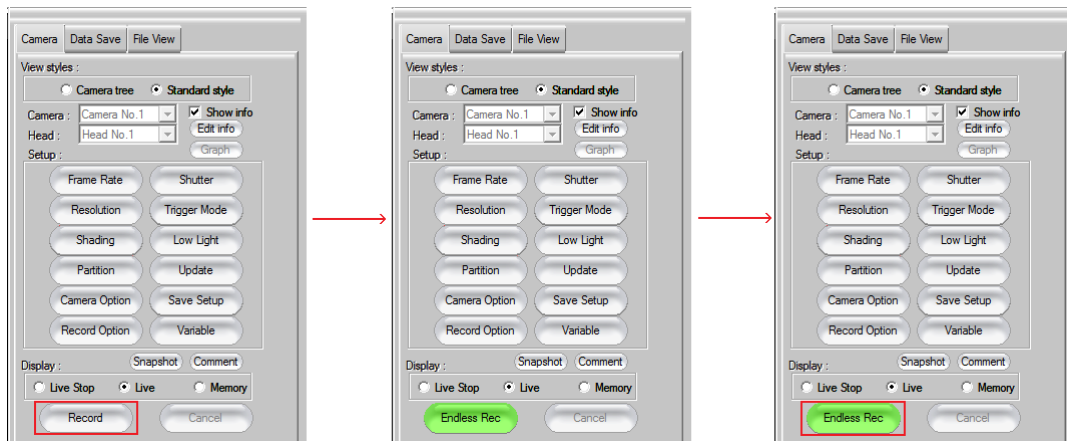 Camera Data Save File View
View styles :
Camera tree Standard style
Camera : Camera No.1 Show info
Head : Head No.1 Edit info
Setup : Graph
Frame Rate Shutter
Resolution Trigger Mode
Shading Low Light
Partition Update
Camera Option Save Setup
Record Option Variable
Display : Snapshot Comment
Live Stop Live Memory
Record Cancel
Camera Data Save File View
View styles :
Camera tree Standard style
Camera : Camera No.1 Show info
Head : Head No.1 Edit info
Setup : Graph
Frame Rate Shutter
Resolution Trigger Mode
Shading Low Light
Partition Update
Camera Option Save Setup
Record Option Variable
Display : Snapshot Comment
Live Stop Live Memory
Endless Rec Cancel
Camera Data Save File View
View styles :
Camera tree Standard style
Camera : Camera No.1 Show info
Head : Head No.1 Edit info
Setup : Graph
Frame Rate Shutter
Resolution Trigger Mode
Shading Low Light
Partition Update
Camera Option Save Setup
Record Option Variable
Display : Snapshot Comment
Live Stop Live Memory
Endless Rec Cancel